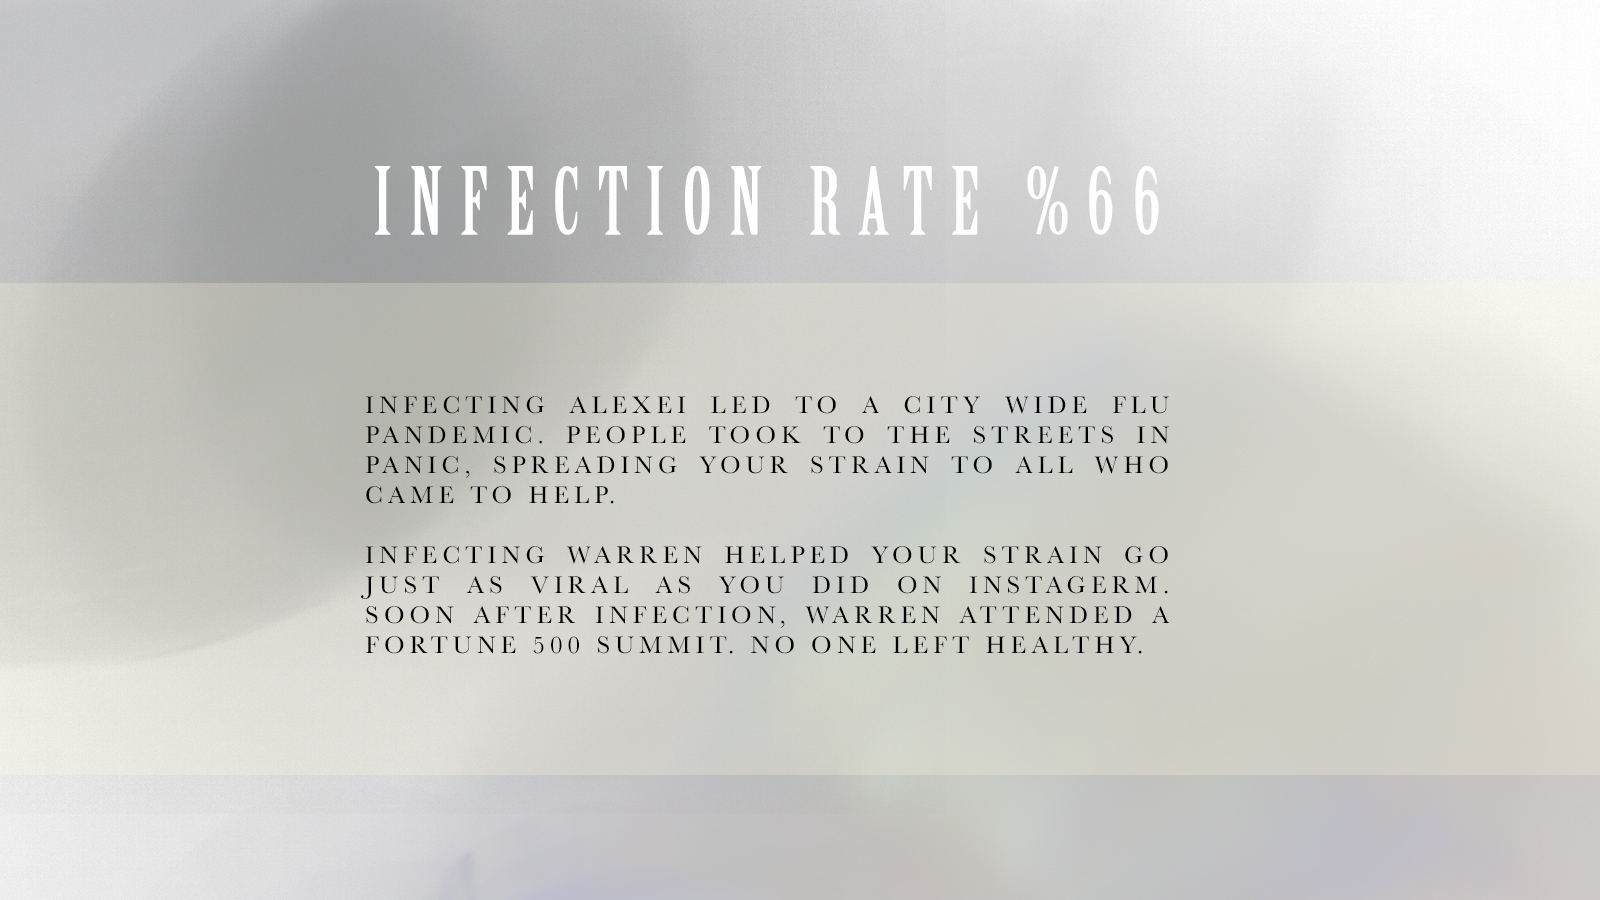 INFECTION RATE %66
INFECTING ALEXEI LED TO A CITY WIDE FLU
PANDEMIC. PEOPLE TOOK TO THE STREETS IN
PANIC, SPREADING YOUR STRAIN TO ALL WHO
CAME TO HELP.
INFECTING WARREN HELPED YOUR STRAIN GO
JUST AS VIRAL AS YOU DID ON INSTAGERM.
SOON AFTER INFECTION, WARREN ATTENDED A
FORTUNE 500 SUMMIT. NO ONE LEFT HEALTHY.